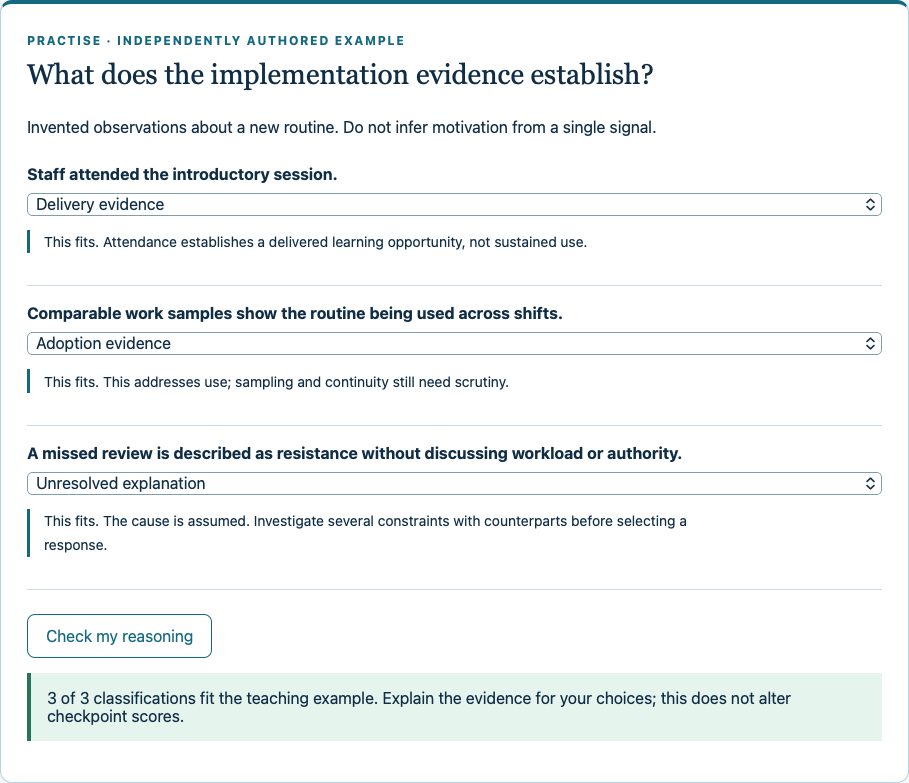 PRACTISE · INDEPENDENTLY AUTHORED EXAMPLE
What does the implementation evidence establish?
Invented observations about a new routine. Do not infer motivation from a single signal.
Staff attended the introductory session.
Delivery evidence
This fits. Attendance establishes a delivered learning opportunity, not sustained use.
Comparable work samples show the routine being used across shifts.
Adoption evidence
This fits. This addresses use; sampling and continuity still need scrutiny.
A missed review is described as resistance without discussing workload or authority.
Unresolved explanation
This fits. The cause is assumed. Investigate several constraints with counterparts before selecting a
response.
Check my reasoning
3 of 3 classifications fit the teaching example. Explain the evidence for your choices; this does not alter
checkpoint scores.